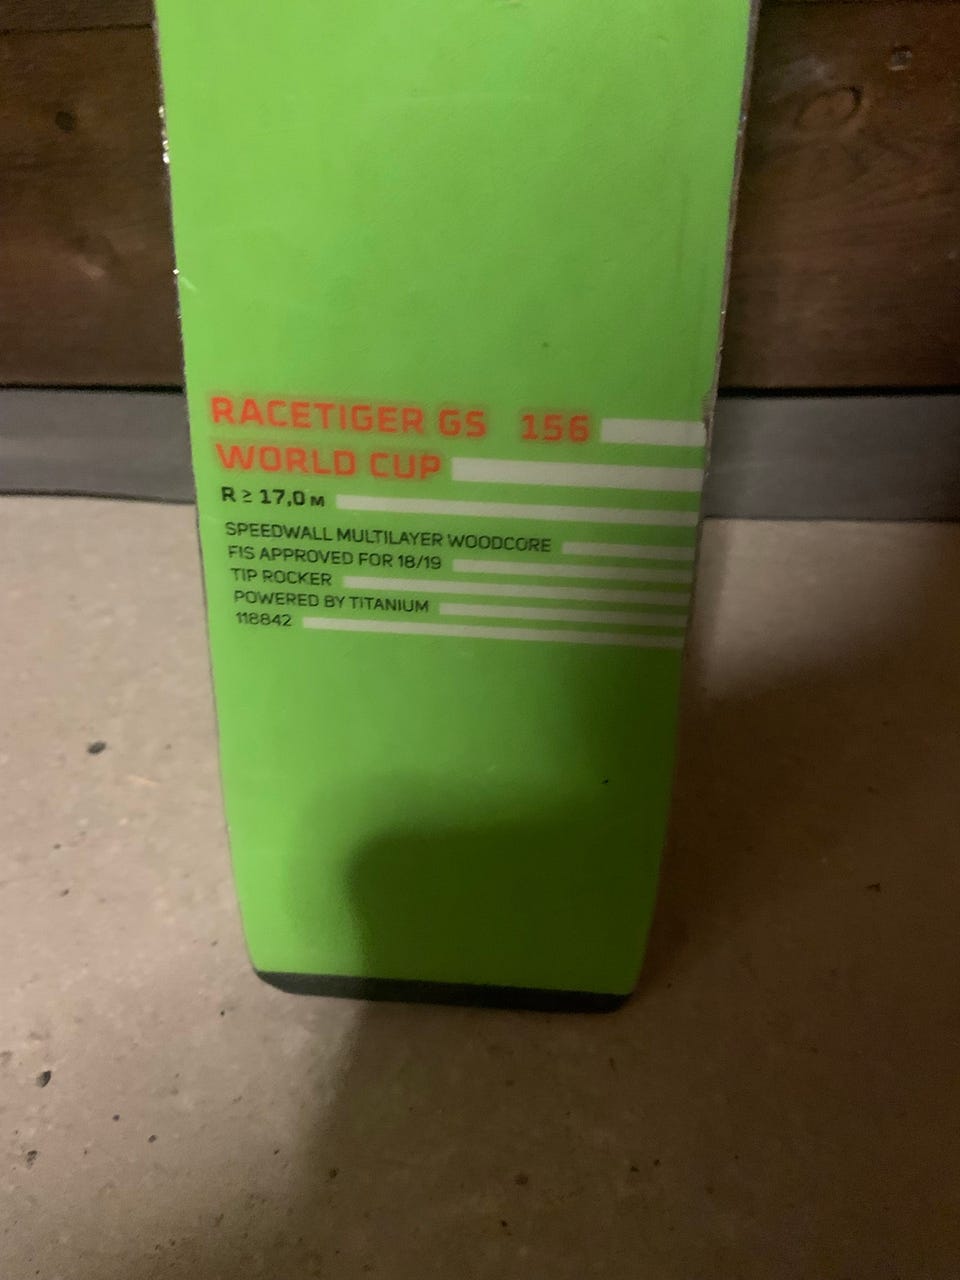 RACETIGER GS 156
WORLD CUP
R ≥ 17,0 M
SPEEDWALL MULTILAYER WOODCORE
FIS APPROVED FOR 18/19
TIP ROCKER
POWERED BY TITANIUM
118842